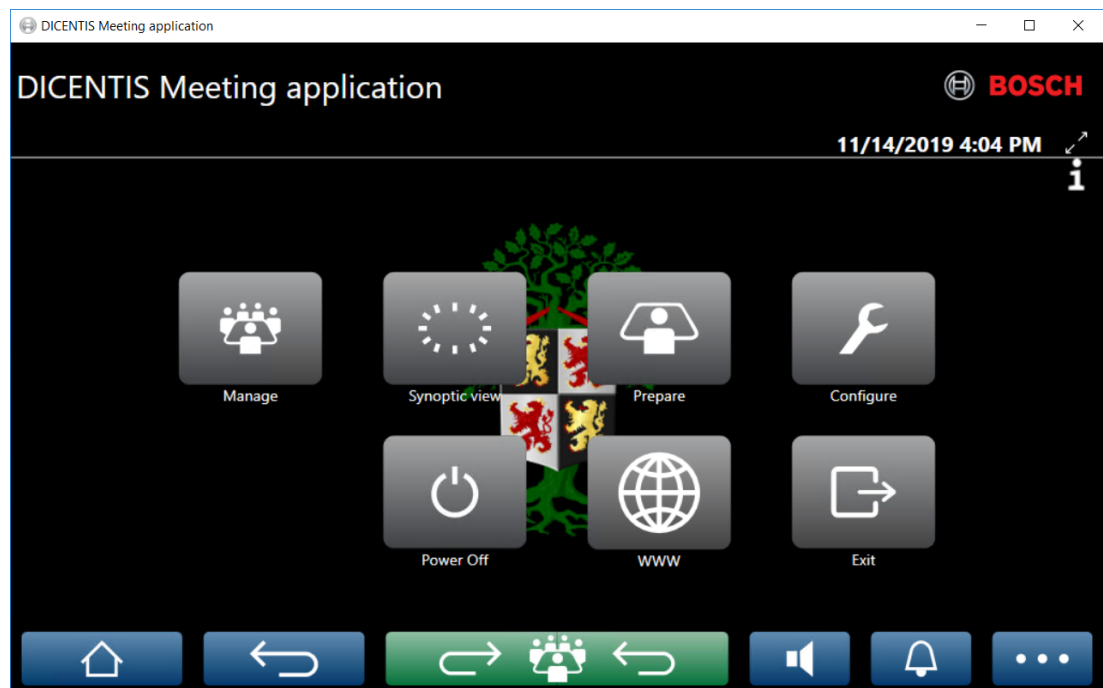 DICENTIS Meeting application
DICENTIS Meeting application
BOSCH
11/14/2019 4:04 PM
Manage
Synoptic view
Prepare
Configure
Power Off
WWW
Exit